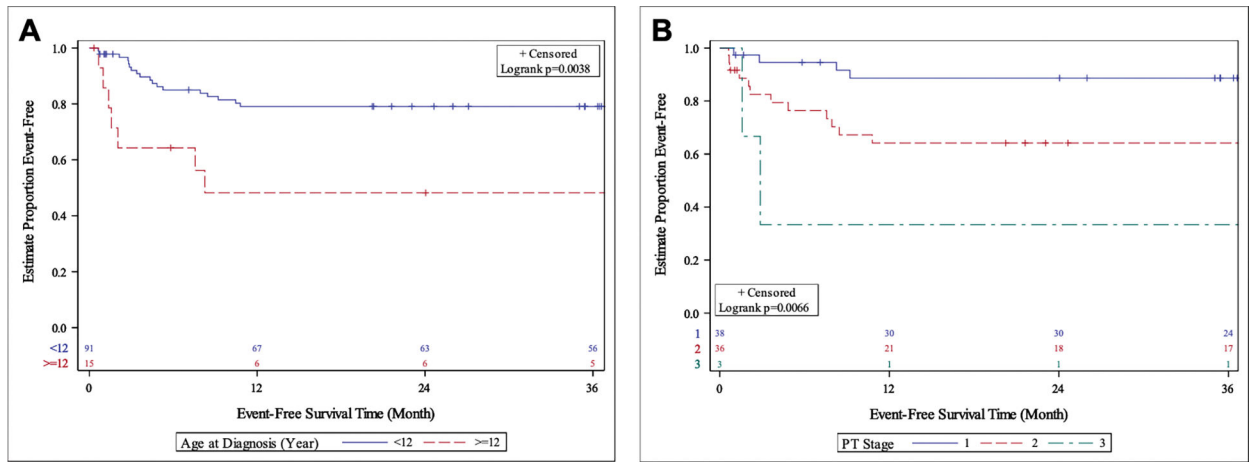 A
Estimate Proportion Event-Free
1.0
0.8
0.6
0.4
0.2
0.0
+ Censored
Logrank p=0.0038
<12 91 67 63 56
>=12 15 6 6 5
0 12 24 36
Event-Free Survival Time (Month)
Age at Diagnosis (Year) <12 >=12
B
Estimate Proportion Event-Free
1.0
0.8
0.6
0.4
0.2
0.0
+ Censored
Logrank p=0.0066
1 38 30 30 24
2 36 21 18 17
3 3 1 1 1
0 12 24 36
Event-Free Survival Time (Month)
PT Stage 1 2 3